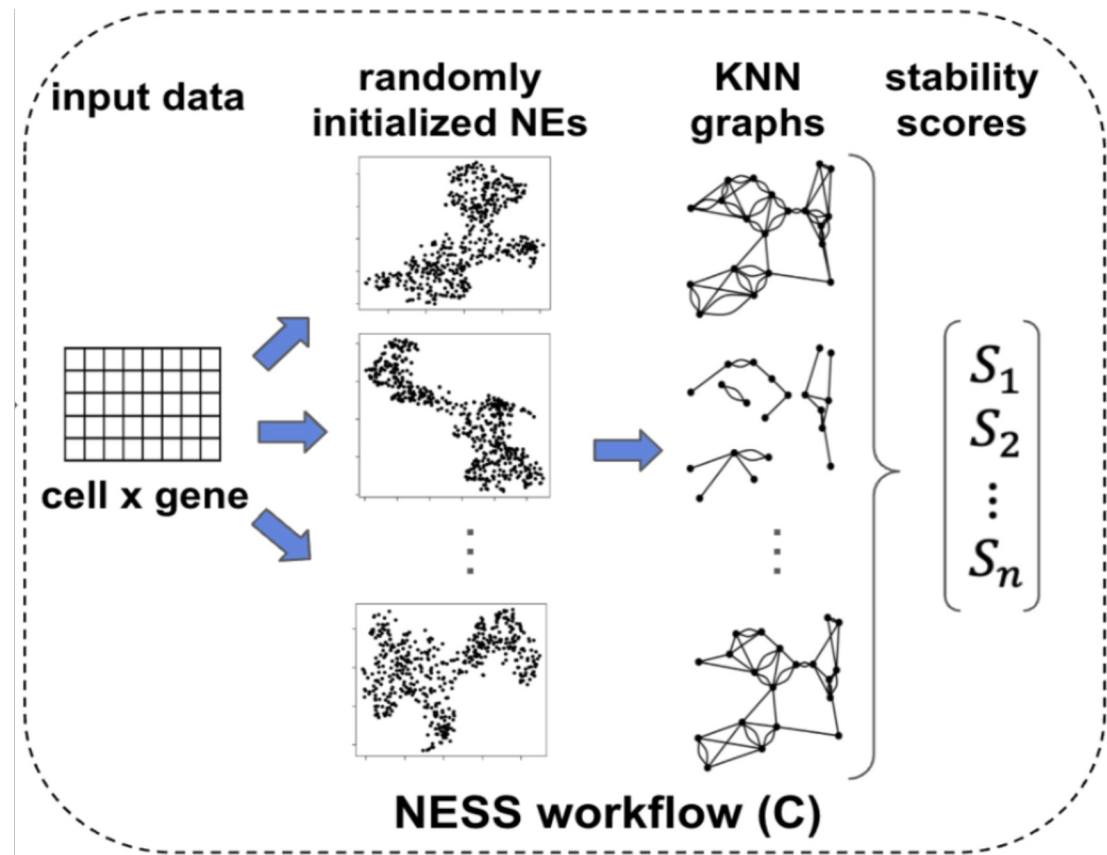 input data
randomly
initialized NEs
KNN
graphs
stability
scores
cell x gene
S₁
S₂
⋮
Sₙ
NESS workflow (C)